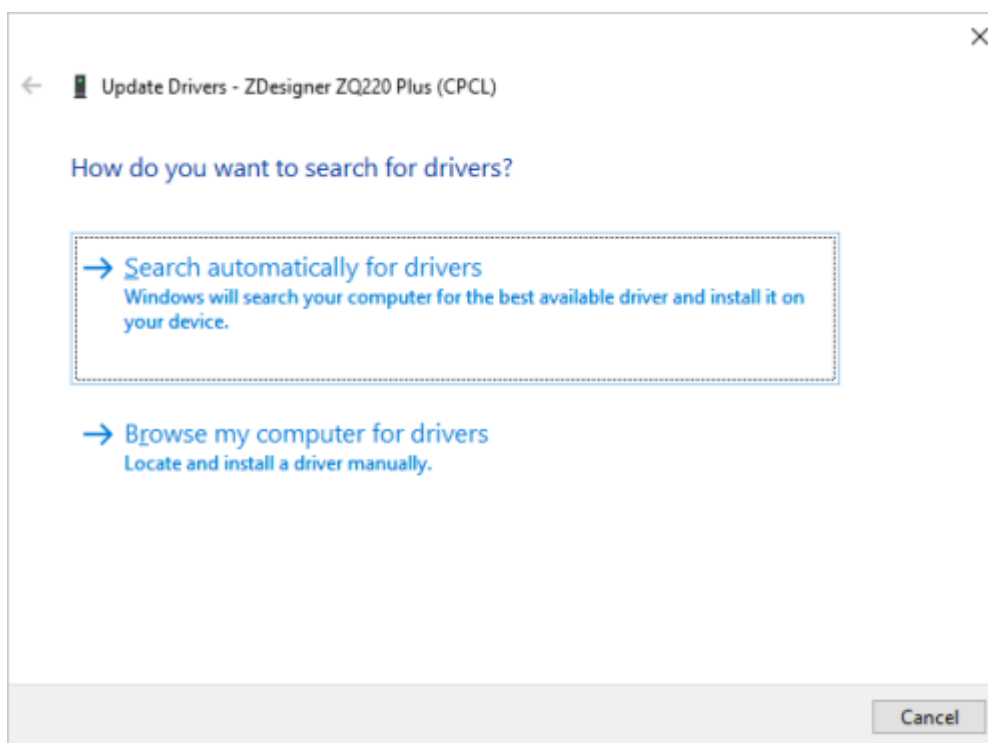 Update Drivers - ZDesigner ZQ220 Plus (CPCL)
How do you want to search for drivers?
Search automatically for drivers
Windows will search your computer for the best available driver and install it on
your device.
Browse my computer for drivers
Locate and install a driver manually.
Cancel